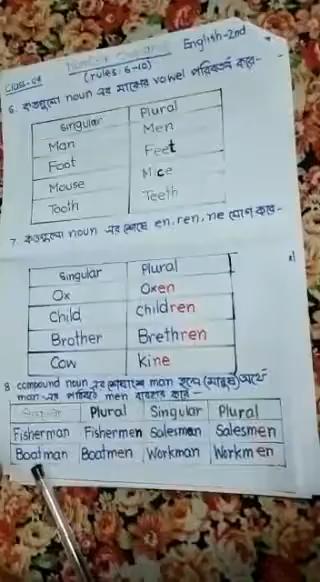 English-2nd
Class-04
Number
(rules: 6-10)
6. কতগুলো noun এর মাঝের vowel পরিবর্তন করে-
Singular Plural
Man Men
Foot Feet
Mouse Mice
Tooth Teeth
7. কতগুলো noun এর শেষে en, ren, ne যোগ করে-
Singular Plural
Ox Oxen
Child Children
Brother Brethren
Cow Kine
8. compound noun এর man (মানুষ) অর্থে
man এর men ব্যবহার করে-
Singular Plural Singular Plural
Fisherman Fishermen Salesman Salesmen
Boatman Boatmen Workman Workmen